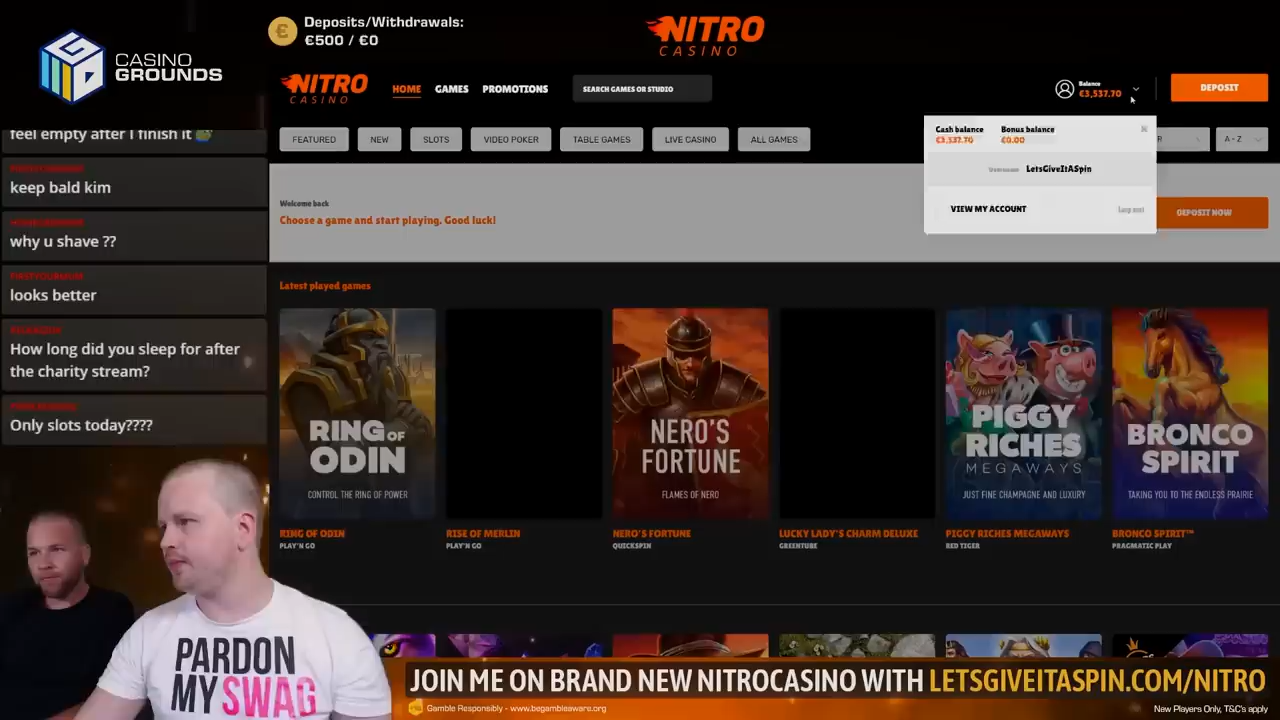 Deposits/Withdrawals:
€500 / €0
NITRO
CASINO
CASINO
GROUNDS
NITRO
CASINO
HOME
GAMES
PROMOTIONS
SEARCH GAMES OR STUDIO
Balance
€3,537.70
DEPOSIT
FEATURED
NEW
SLOTS
VIDEO POKER
TABLE GAMES
LIVE CASINO
ALL GAMES
A - Z
Cash balance
Bonus balance
€3,537.70
€0.00
LetsGiveItASpin
VIEW MY ACCOUNT
Log out
Welcome back
Choose a game and start playing. Good luck!
DEPOSIT NOW
feel empty after I finish it
keep bald kim
why u shave ??
looks better
How long did you sleep for after
the charity stream?
Only slots today????
Latest played games
RING OF
ODIN
CONTROL THE RING OF POWER
NERO'S
FORTUNE
FLAMES OF NERO
PIGGY
RICHES
MEGAWAYS
JUST FINE CHAMPAGNE AND LUXURY
BRONCO
SPIRIT
TAKING YOU TO THE ENDLESS PRAIRIE
RING OF ODIN
PLAY'N GO
RISE OF MERLIN
PLAY'N GO
NERO'S FORTUNE
QUICKSPIN
LUCKY LADY'S CHARM DELUXE
GREENTUBE
PIGGY RICHES MEGAWAYS
RED TIGER
BRONCO SPIRIT™
PRAGMATIC PLAY
PARDON
MY SWAG
JOIN ME ON BRAND NEW NITROCASINO WITH LETSGIVEITASPIN.COM/NITRO
Gamble Responsibly - www.begambleaware.org
New Players Only, T&C's apply